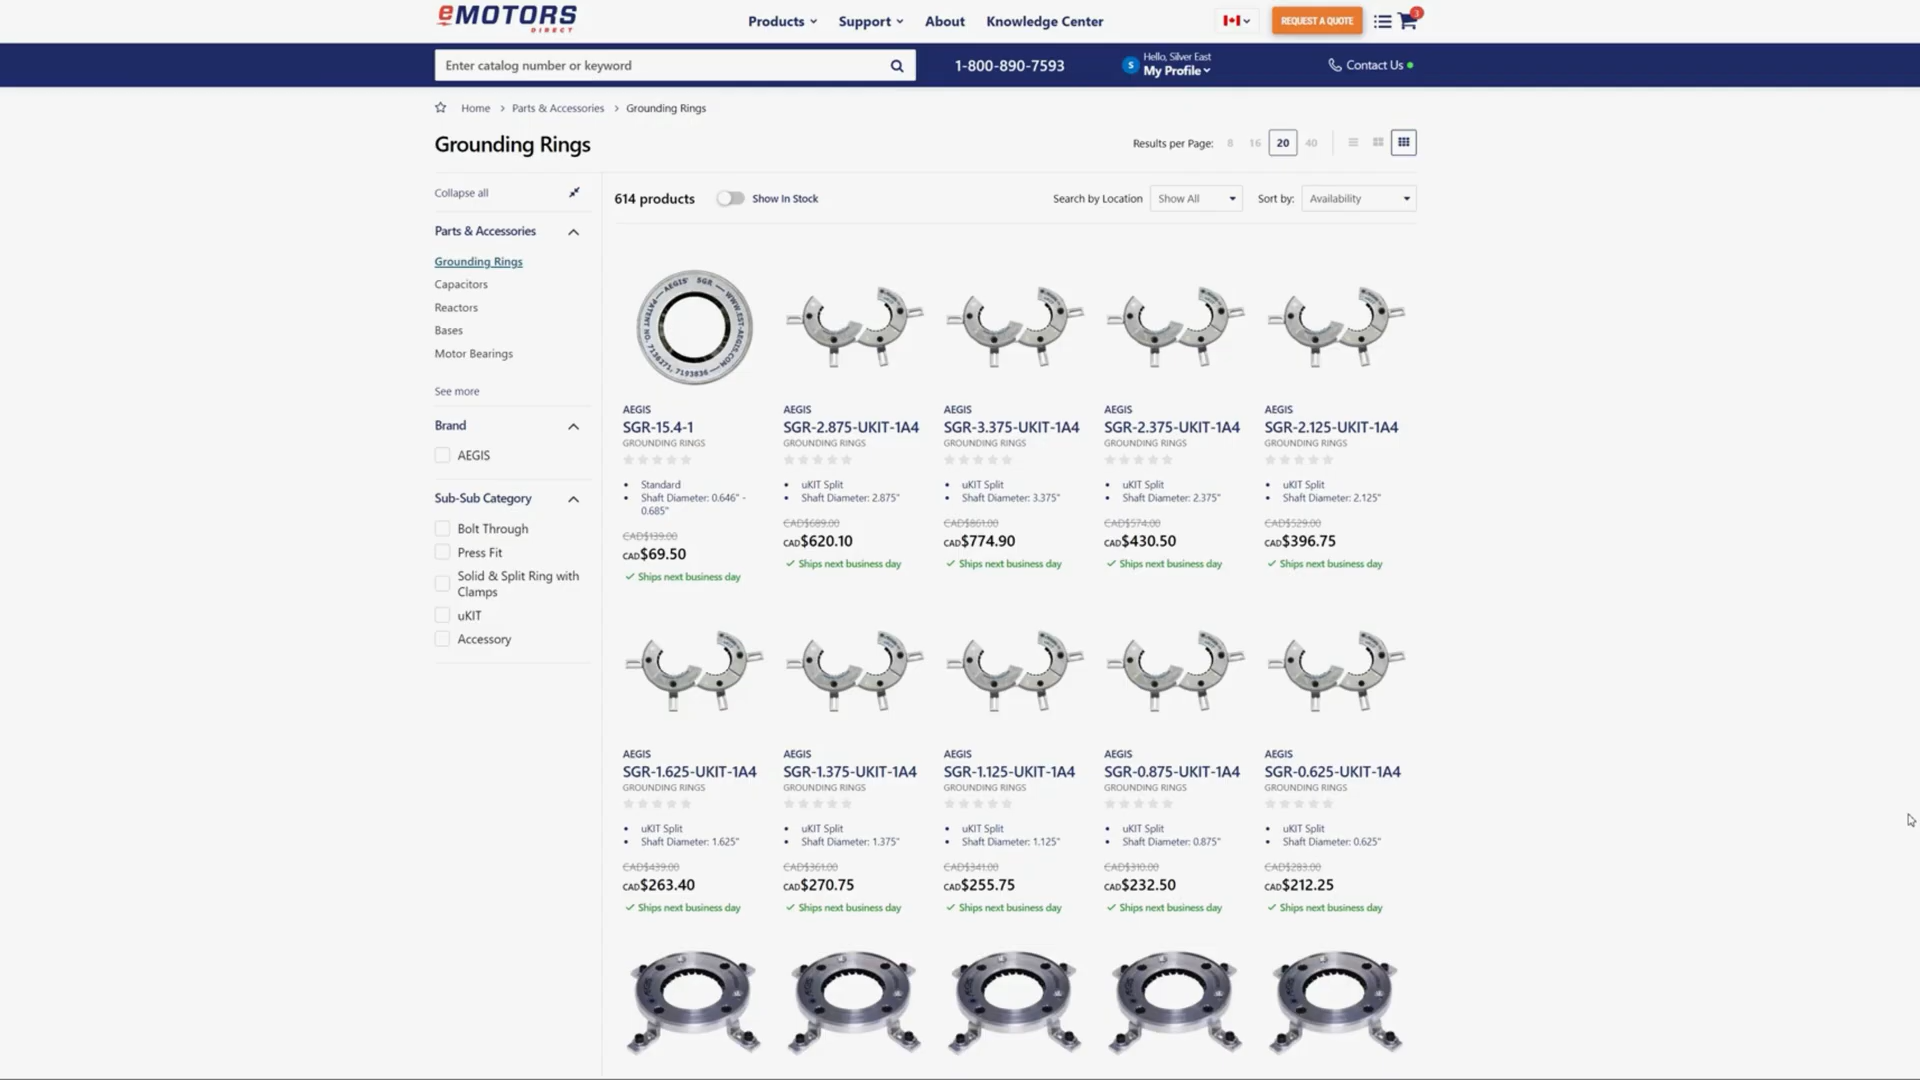 eMOTORS
DIRECT
Products
Support
About
Knowledge Center
REQUEST A QUOTE
3
Enter catalog number or keyword
1-800-890-7593
S
Hello, Silver East
My Profile
Contact Us
Home > Parts & Accessories > Grounding Rings
Grounding Rings
Results per Page: 8 16 20 40
Collapse all
614 products
Show In Stock
Search by Location
Show All
Sort by:
Availability
Parts & Accessories
Grounding Rings
Capacitors
Reactors
Bases
Motor Bearings
See more
Brand
AEGIS
Sub-Sub Category
Bolt Through
Press Fit
Solid & Split Ring with
Clamps
uKIT
Accessory
AEGIS SGR — WWW.EST-AEGIS.COM — PATENT NO. 7136271, 7193836
AEGIS
SGR-15.4-1
GROUNDING RINGS
Standard
Shaft Diameter: 0.646" -
0.685"
CAD$139.00
CAD$69.50
Ships next business day
AEGIS
SGR-2.875-UKIT-1A4
GROUNDING RINGS
uKIT Split
Shaft Diameter: 2.875"
CAD$689.00
CAD$620.10
Ships next business day
AEGIS
SGR-3.375-UKIT-1A4
GROUNDING RINGS
uKIT Split
Shaft Diameter: 3.375"
CAD$861.00
CAD$774.90
Ships next business day
AEGIS
SGR-2.375-UKIT-1A4
GROUNDING RINGS
uKIT Split
Shaft Diameter: 2.375"
CAD$574.00
CAD$430.50
Ships next business day
AEGIS
SGR-2.125-UKIT-1A4
GROUNDING RINGS
uKIT Split
Shaft Diameter: 2.125"
CAD$529.00
CAD$396.75
Ships next business day
AEGIS
SGR-1.625-UKIT-1A4
GROUNDING RINGS
uKIT Split
Shaft Diameter: 1.625"
CAD$439.00
CAD$263.40
Ships next business day
AEGIS
SGR-1.375-UKIT-1A4
GROUNDING RINGS
uKIT Split
Shaft Diameter: 1.375"
CAD$361.00
CAD$270.75
Ships next business day
AEGIS
SGR-1.125-UKIT-1A4
GROUNDING RINGS
uKIT Split
Shaft Diameter: 1.125"
CAD$341.00
CAD$255.75
Ships next business day
AEGIS
SGR-0.875-UKIT-1A4
GROUNDING RINGS
uKIT Split
Shaft Diameter: 0.875"
CAD$310.00
CAD$232.50
Ships next business day
AEGIS
SGR-0.625-UKIT-1A4
GROUNDING RINGS
uKIT Split
Shaft Diameter: 0.625"
CAD$283.00
CAD$212.25
Ships next business day